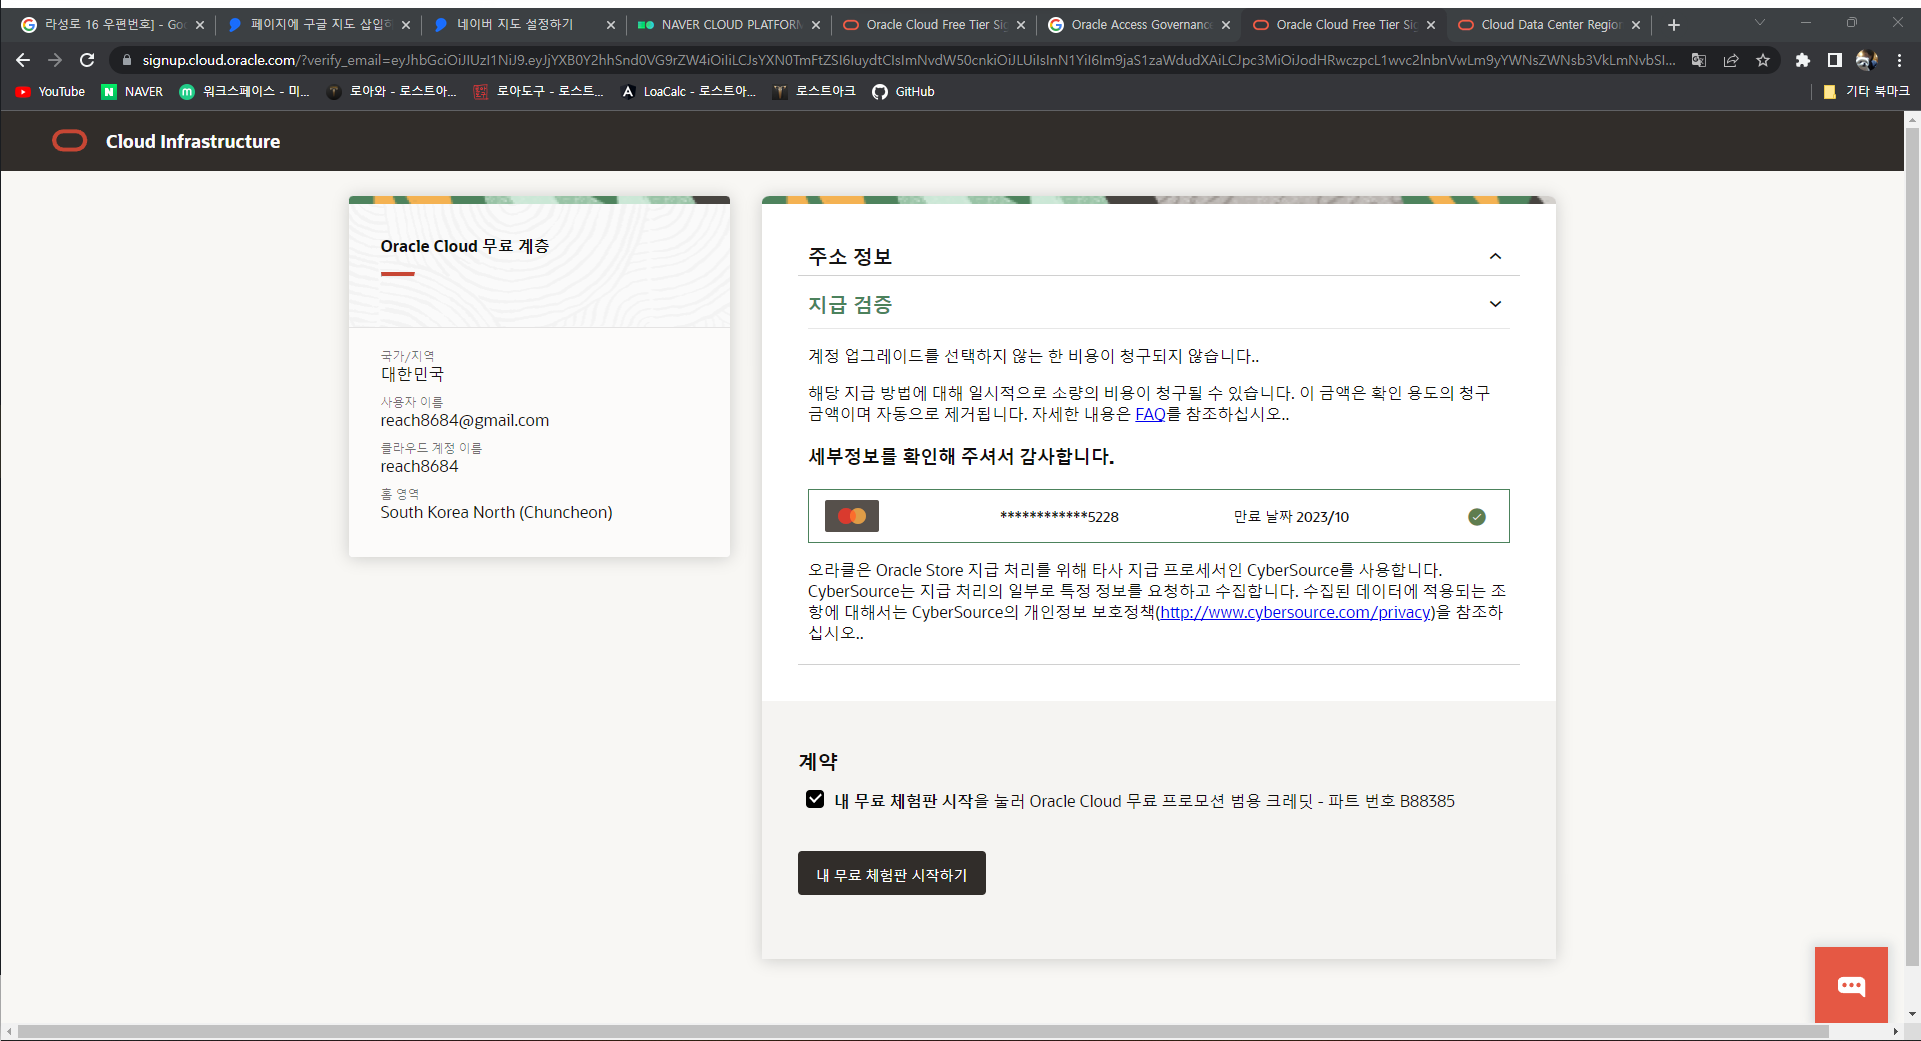 라성로 16 우편번호] - Goo
페이지에 구글 지도 삽입하
네이버 지도 설정하기
NAVER CLOUD PLATFORM
Oracle Cloud Free Tier Sig
Oracle Access Governance
Oracle Cloud Free Tier Sig
Cloud Data Center Region
YouTube
NAVER
워크스페이스 - 미...
로아와 - 로스트아...
로아도구 - 로스트...
LoaCalc - 로스트아...
로스트아크
GitHub
기타 북마크
Cloud Infrastructure
Oracle Cloud 무료 계층
국가/지역
대한민국
사용자 이름
reach8684@gmail.com
클라우드 계정 이름
reach8684
홈 영역
South Korea North (Chuncheon)
주소 정보
지급 검증
계정 업그레이드를 선택하지 않는 한 비용이 청구되지 않습니다..
해당 지급 방법에 대해 일시적으로 소량의 비용이 청구될 수 있습니다. 이 금액은 확인 용도의 청구
금액이며 자동으로 제거됩니다. 자세한 내용은 FAQ를 참조하십시오..
세부정보를 확인해 주셔서 감사합니다.
************5228 만료 날짜 2023/10
오라클은 Oracle Store 지급 처리를 위해 타사 지급 프로세서인 CyberSource를 사용합니다.
CyberSource는 지급 처리의 일부로 특정 정보를 요청하고 수집합니다. 수집된 데이터에 적용되는 조
항에 대해서는 CyberSource의 개인정보 보호정책(http://www.cybersource.com/privacy)을 참조하
십시오..
계약
내 무료 체험판 시작을 눌러 Oracle Cloud 무료 프로모션 범용 크레딧 - 파트 번호 B88385
내 무료 체험판 시작하기